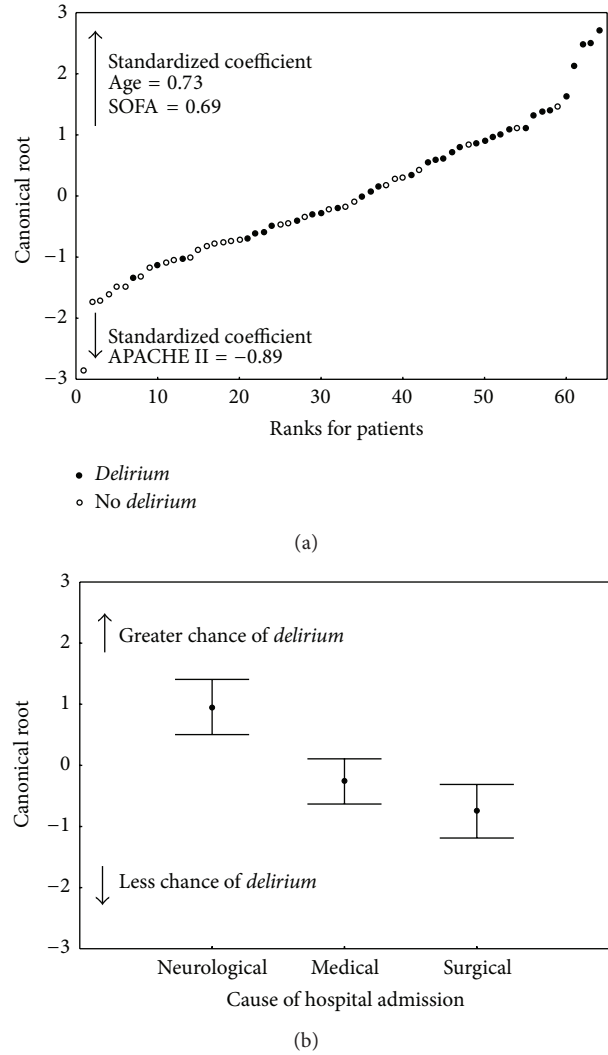 3
2
1
0
−1
−2
−3
Canonical root
Standardized coefficient
Age = 0.73
SOFA = 0.69
Standardized coefficient
APACHE II = −0.89
0 10 20 30 40 50 60
Ranks for patients
Delirium
No delirium
(a)
3
2
1
0
−1
−2
−3
Canonical root
Greater chance of delirium
Less chance of delirium
Neurological Medical Surgical
Cause of hospital admission
(b)